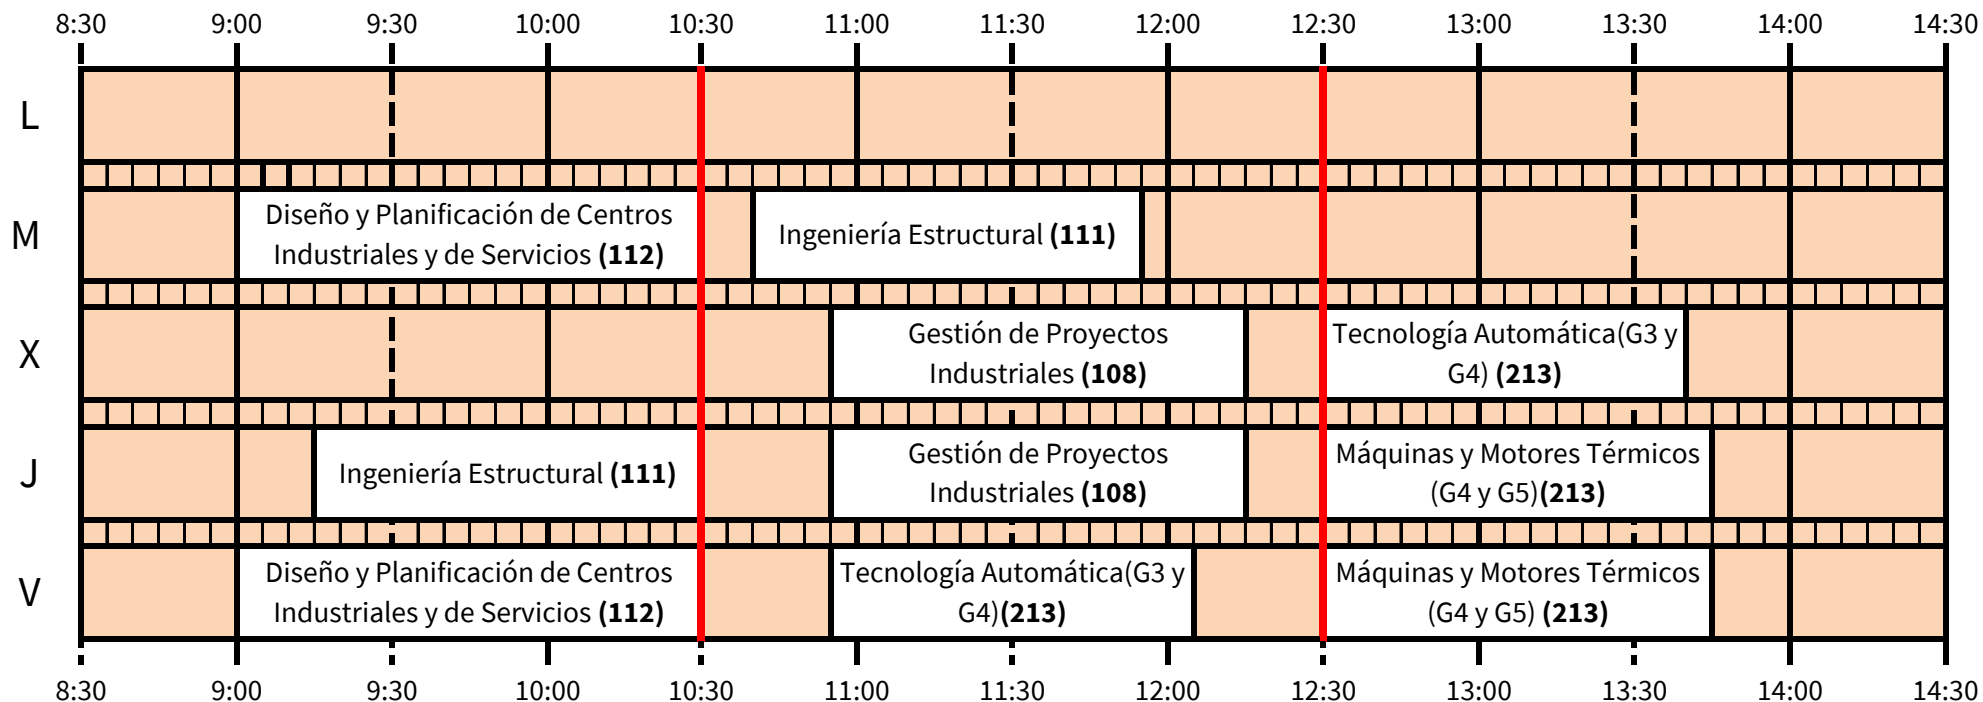 8:30 9:00 9:30 10:00 10:30 11:00 11:30 12:00 12:30 13:00 13:30 14:00 14:30
L
M
Diseño y Planificación de Centros
Industriales y de Servicios (112)
Ingeniería Estructural (111)
X
Gestión de Proyectos
Industriales (108)
Tecnología Automática(G3 y
G4) (213)
J
Ingeniería Estructural (111)
Gestión de Proyectos
Industriales (108)
Máquinas y Motores Térmicos
(G4 y G5)(213)
V
Diseño y Planificación de Centros
Industriales y de Servicios (112)
Tecnología Automática(G3 y
G4)(213)
Máquinas y Motores Térmicos
(G4 y G5) (213)
8:30 9:00 9:30 10:00 10:30 11:00 11:30 12:00 12:30 13:00 13:30 14:00 14:30